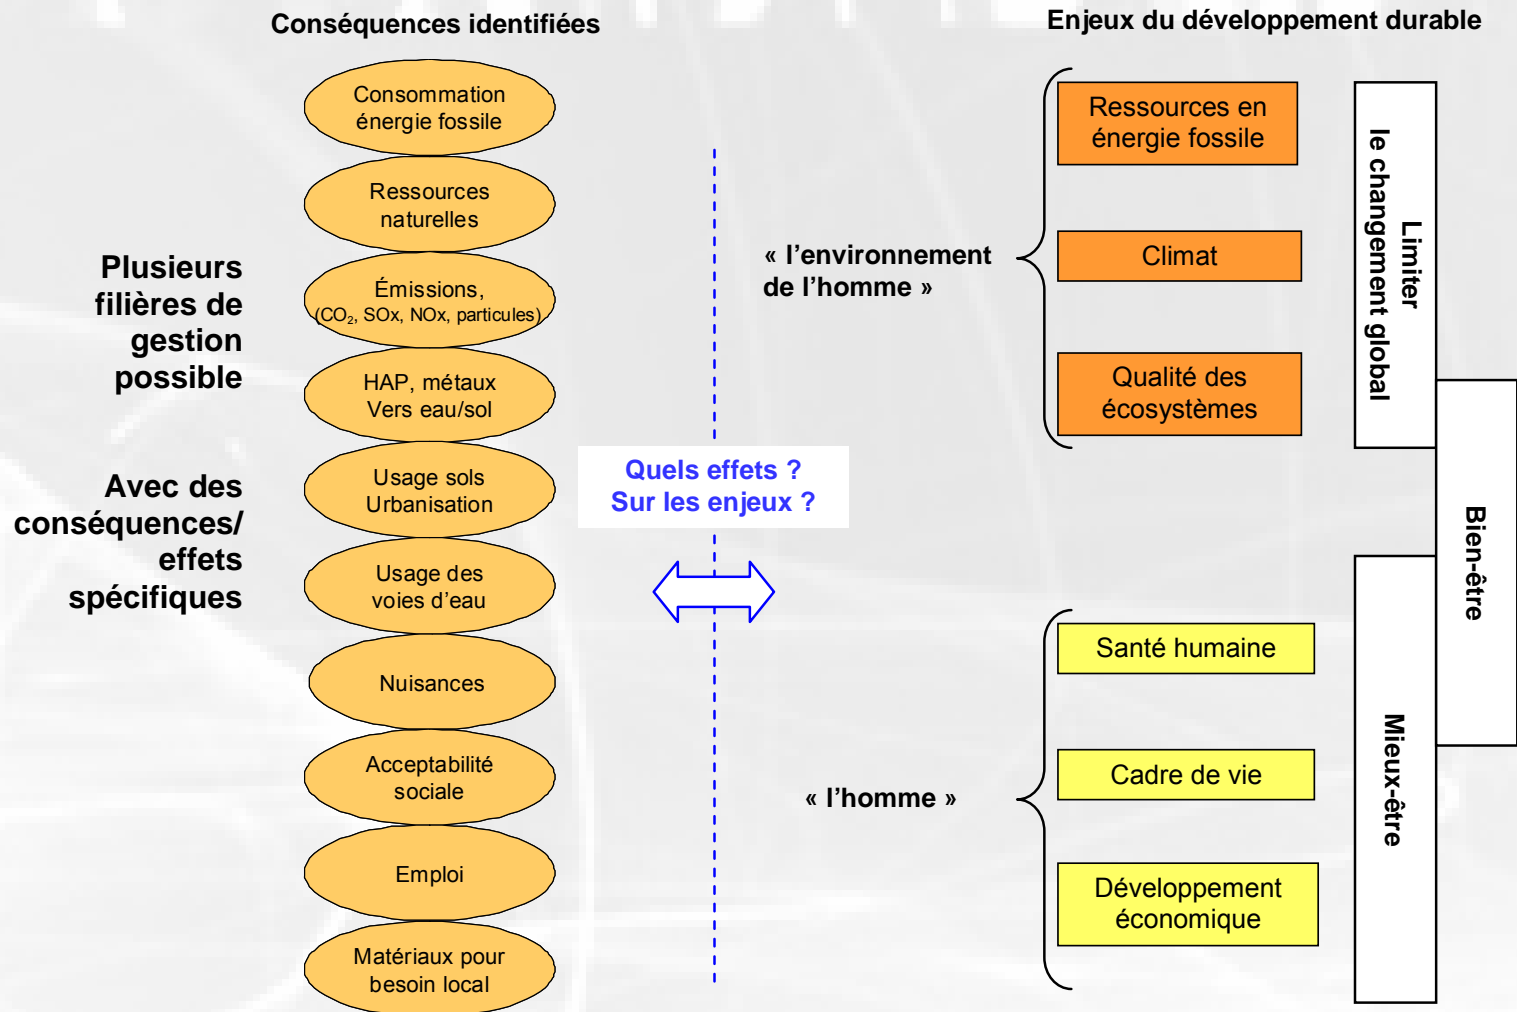 Conséquences identifiées
Enjeux du développement durable
Plusieurs
filières de
gestion
possible
Avec des
conséquences/
effets
spécifiques
Consommation
énergie fossile
Ressources
naturelles
Émissions,
(CO₂, SOx, NOx, particules)
HAP, métaux
Vers eau/sol
Usage sols
Urbanisation
Usage des
voies d’eau
Nuisances
Acceptabilité
sociale
Emploi
Matériaux pour
besoin local
Quels effets ?
Sur les enjeux ?
« l’environnement
de l’homme »
« l’homme »
Ressources en
énergie fossile
Climat
Qualité des
écosystèmes
Santé humaine
Cadre de vie
Développement
économique
Limiter
le changement global
Mieux-être
Bien-être